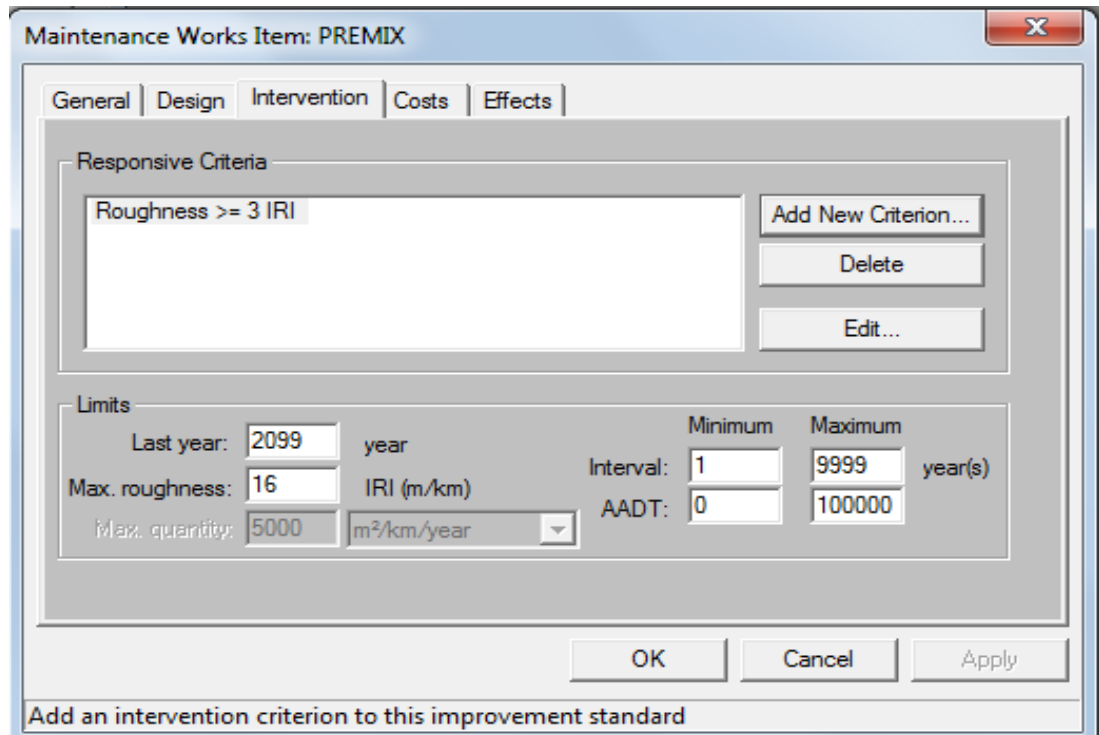 Maintenance Works Item: PREMIX
General Design Intervention Costs Effects
Responsive Criteria
Roughness >= 3 IRI
Add New Criterion...
Delete
Edit...
Limits
Minimum Maximum
Last year: 2099 year
Interval: 1 9999 year(s)
Max. roughness: 16 IRI (m/km)
AADT: 0 100000
Max. quantity: 5000 m²/km/year
OK Cancel Apply
Add an intervention criterion to this improvement standard